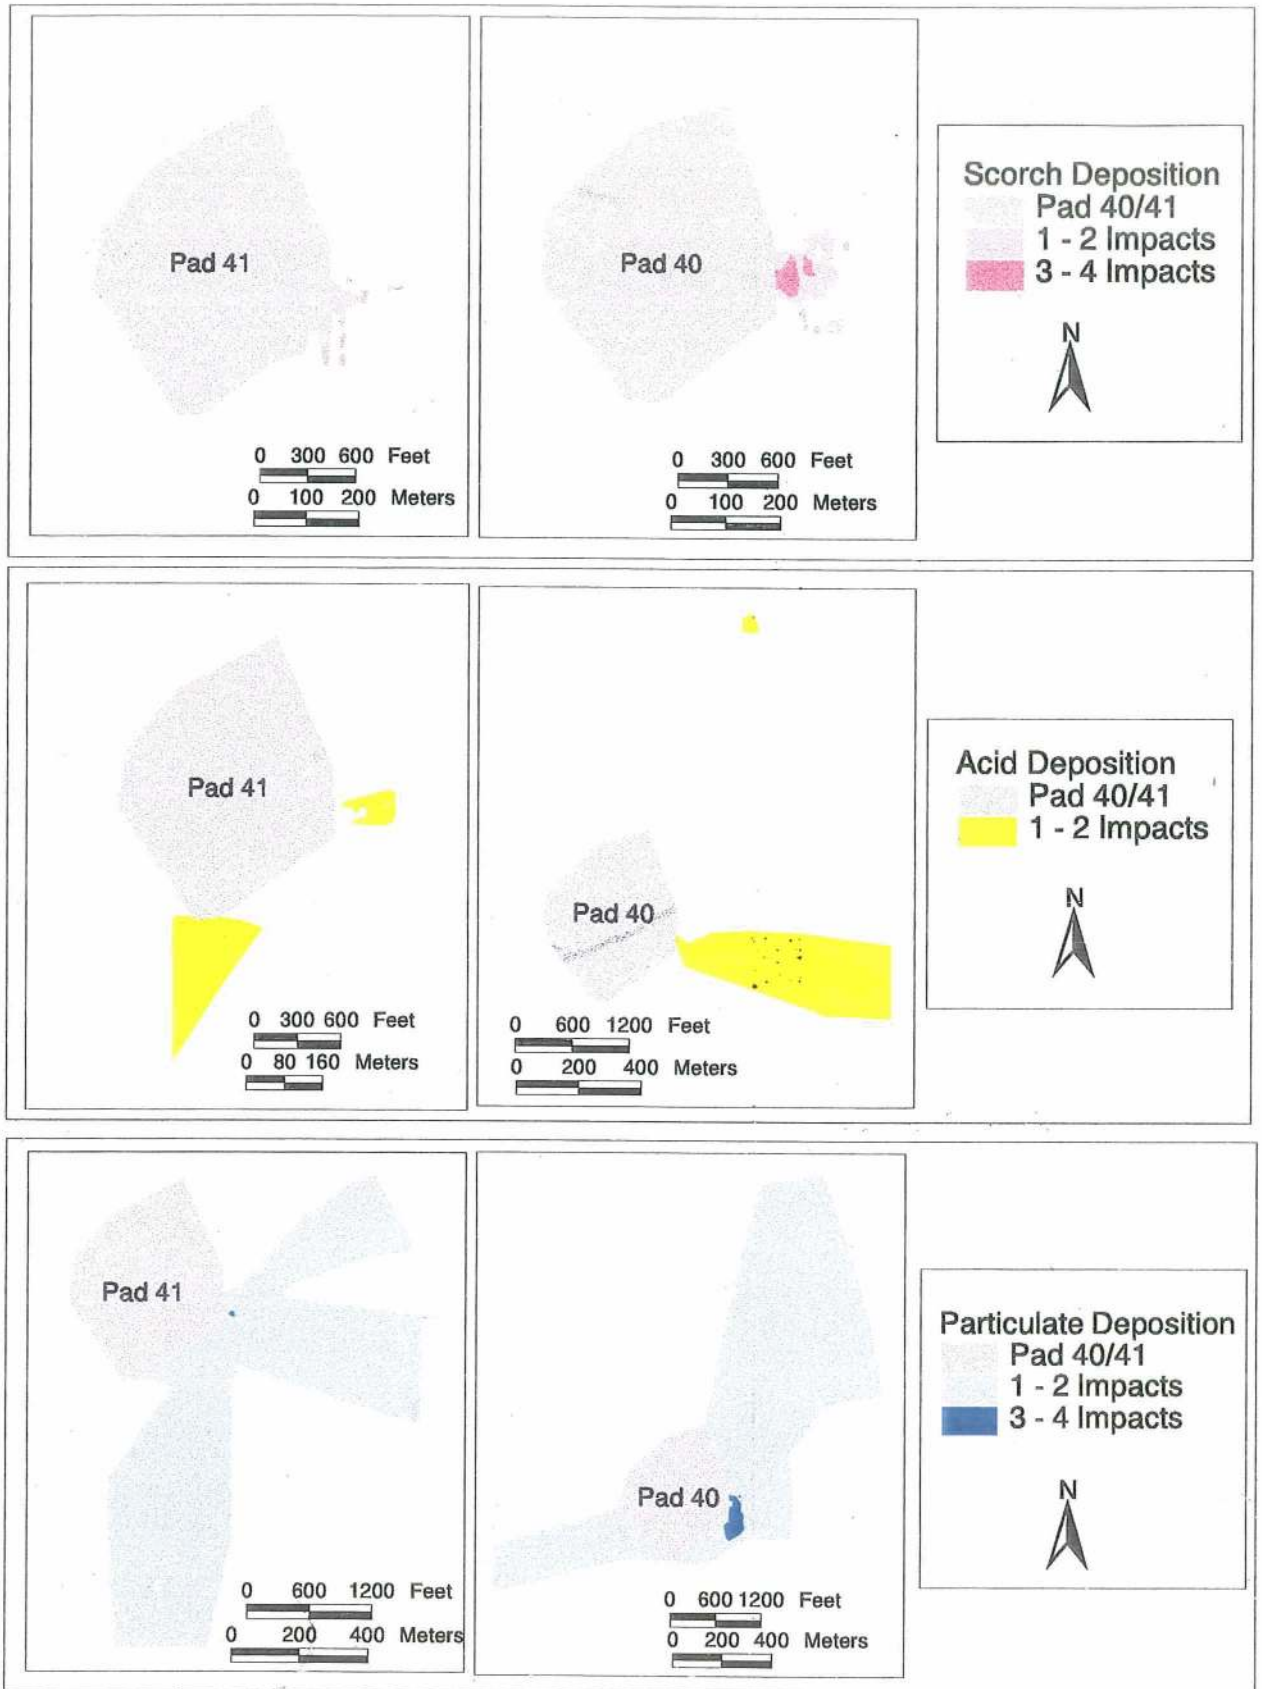 Pad 41
0 300 600 Feet
0 100 200 Meters
Pad 40
0 300 600 Feet
0 100 200 Meters
Scorch Deposition
Pad 40/41
1 - 2 Impacts
3 - 4 Impacts
N
Pad 41
0 300 600 Feet
0 80 160 Meters
Pad 40
0 600 1200 Feet
0 200 400 Meters
Acid Deposition
Pad 40/41
1 - 2 Impacts
N
Pad 41
0 600 1200 Feet
0 200 400 Meters
Pad 40
0 600 1200 Feet
0 200 400 Meters
Particulate Deposition
Pad 40/41
1 - 2 Impacts
3 - 4 Impacts
N